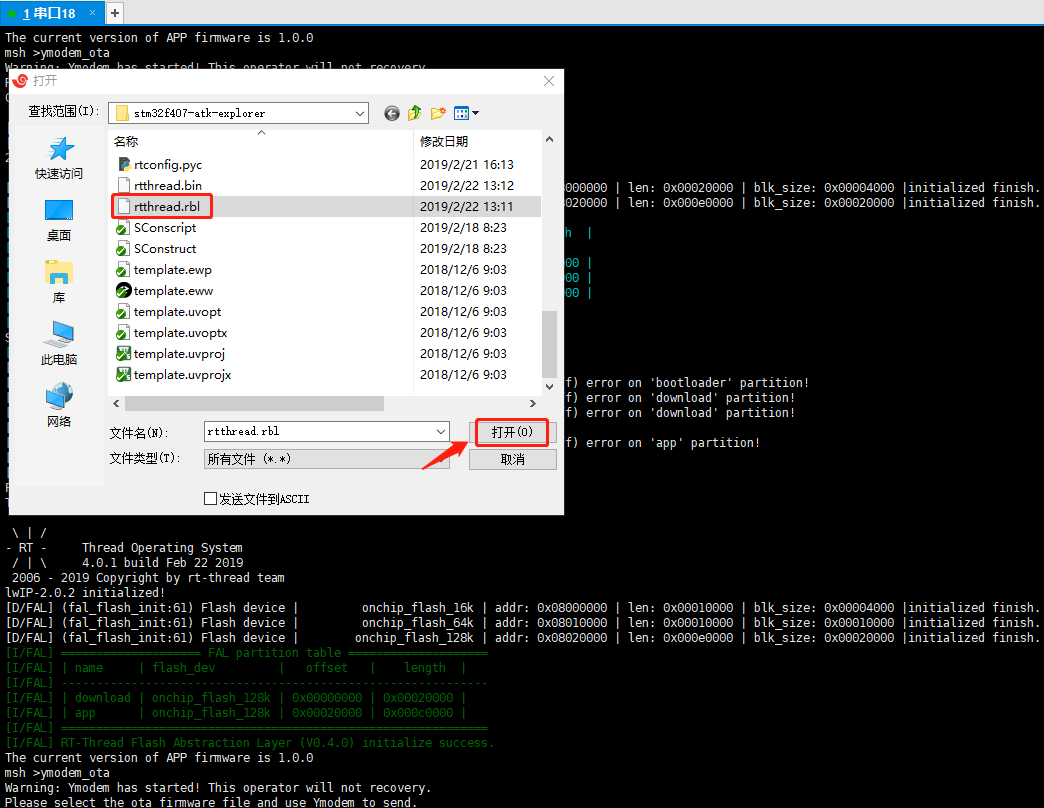 1 串口18 × +
The current version of APP firmware is 1.0.0
msh >ymodem_ota
Warning: Ymodem has started! This operator will not recovery.
打开
查找范围(I):
stm32f407-atk-explorer
快速访问
桌面
库
此电脑
网络
名称 修改日期
rtconfig.pyc 2019/2/21 16:13
rtthread.bin 2019/2/22 13:12
rtthread.rbl 2019/2/22 13:11
SConscript 2019/2/18 8:23
SConstruct 2019/2/18 8:23
template.ewp 2018/12/6 9:03
template.eww 2018/12/6 9:03
template.uvopt 2018/12/6 9:03
template.uvoptx 2018/12/6 9:03
template.uvproj 2018/12/6 9:03
template.uvprojx 2018/12/6 9:03
文件名(N): rtthread.rbl 打开(O)
文件类型(T): 所有文件 (*.*) 取消
发送文件到ASCII
000000 | len: 0x00020000 | blk_size: 0x00004000 |initialized finish.
020000 | len: 0x000e0000 | blk_size: 0x00020000 |initialized finish.
h |
00 |
00 |
00 |
f) error on 'bootloader' partition!
f) error on 'download' partition!
f) error on 'download' partition!
f) error on 'app' partition!
\ | /
- RT - Thread Operating System
/ | \ 4.0.1 build Feb 22 2019
2006 - 2019 Copyright by rt-thread team
lwIP-2.0.2 initialized!
[D/FAL] (fal_flash_init:61) Flash device | onchip_flash_16k | addr: 0x08000000 | len: 0x00010000 | blk_size: 0x00004000 |initialized finish.
[D/FAL] (fal_flash_init:61) Flash device | onchip_flash_64k | addr: 0x08010000 | len: 0x00010000 | blk_size: 0x00010000 |initialized finish.
[D/FAL] (fal_flash_init:61) Flash device | onchip_flash_128k | addr: 0x08020000 | len: 0x000e0000 | blk_size: 0x00020000 |initialized finish.
[I/FAL] ==================== FAL partition table ====================
[I/FAL] | name | flash_dev | offset | length |
[I/FAL] -------------------------------------------------------------
[I/FAL] | download | onchip_flash_128k | 0x00000000 | 0x00020000 |
[I/FAL] | app | onchip_flash_128k | 0x00020000 | 0x000c0000 |
[I/FAL] =============================================================
[I/FAL] RT-Thread Flash Abstraction Layer (V0.4.0) initialize success.
The current version of APP firmware is 1.0.0
msh >ymodem_ota
Warning: Ymodem has started! This operator will not recovery.
Please select the ota firmware file and use Ymodem to send.